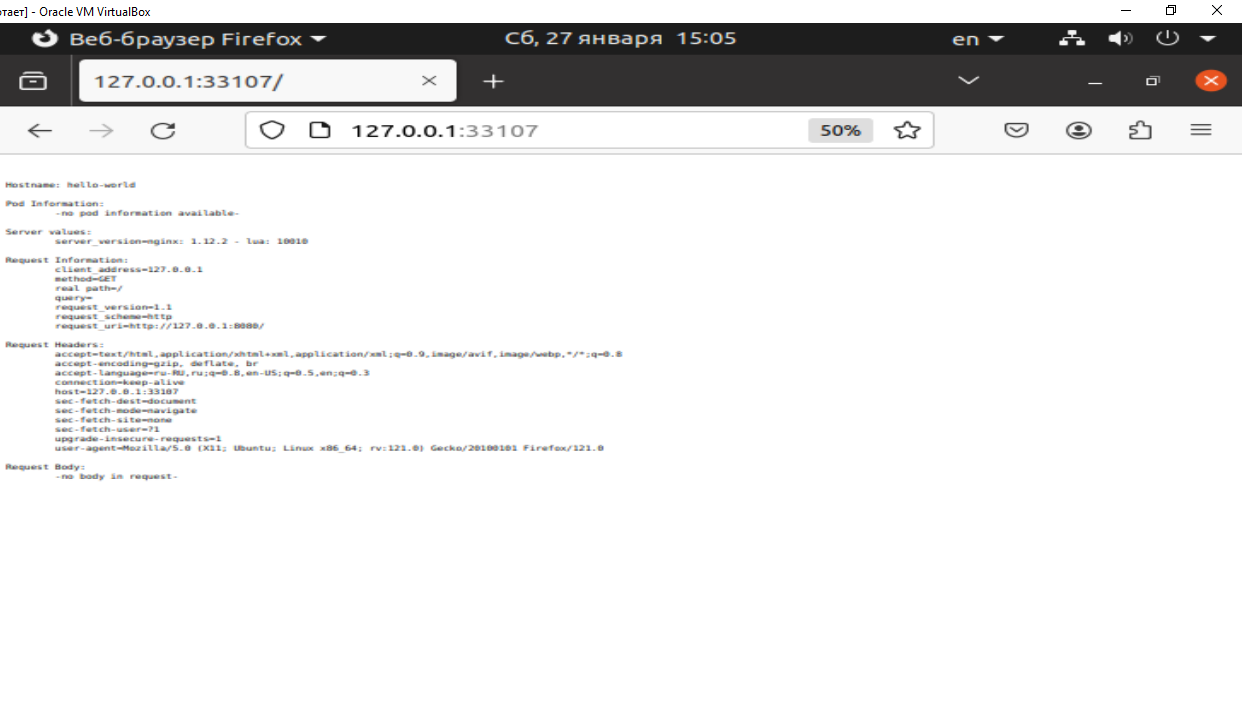 отает] - Oracle VM VirtualBox
Веб-браузер Firefox
Сб, 27 января 15:05
en
127.0.0.1:33107/
127.0.0.1:33107
50%
Hostname: hello-world
Pod Information:
-no pod information available-
Server values:
server_version=nginx: 1.12.2 - lua: 10010
Request Information:
client_address=127.0.0.1
method=GET
real path=/
query=
request_version=1.1
request_scheme=http
request_uri=http://127.0.0.1:8080/
Request Headers:
accept=text/html,application/xhtml+xml,application/xml;q=0.9,image/avif,image/webp,*/*;q=0.8
accept-encoding=gzip, deflate, br
accept-language=ru-RU,ru;q=0.8,en-US;q=0.5,en;q=0.3
connection=keep-alive
host=127.0.0.1:33107
sec-fetch-dest=document
sec-fetch-mode=navigate
sec-fetch-site=none
sec-fetch-user=?1
upgrade-insecure-requests=1
user-agent=Mozilla/5.0 (X11; Ubuntu; Linux x86_64; rv:121.0) Gecko/20100101 Firefox/121.0
Request Body:
-no body in request-